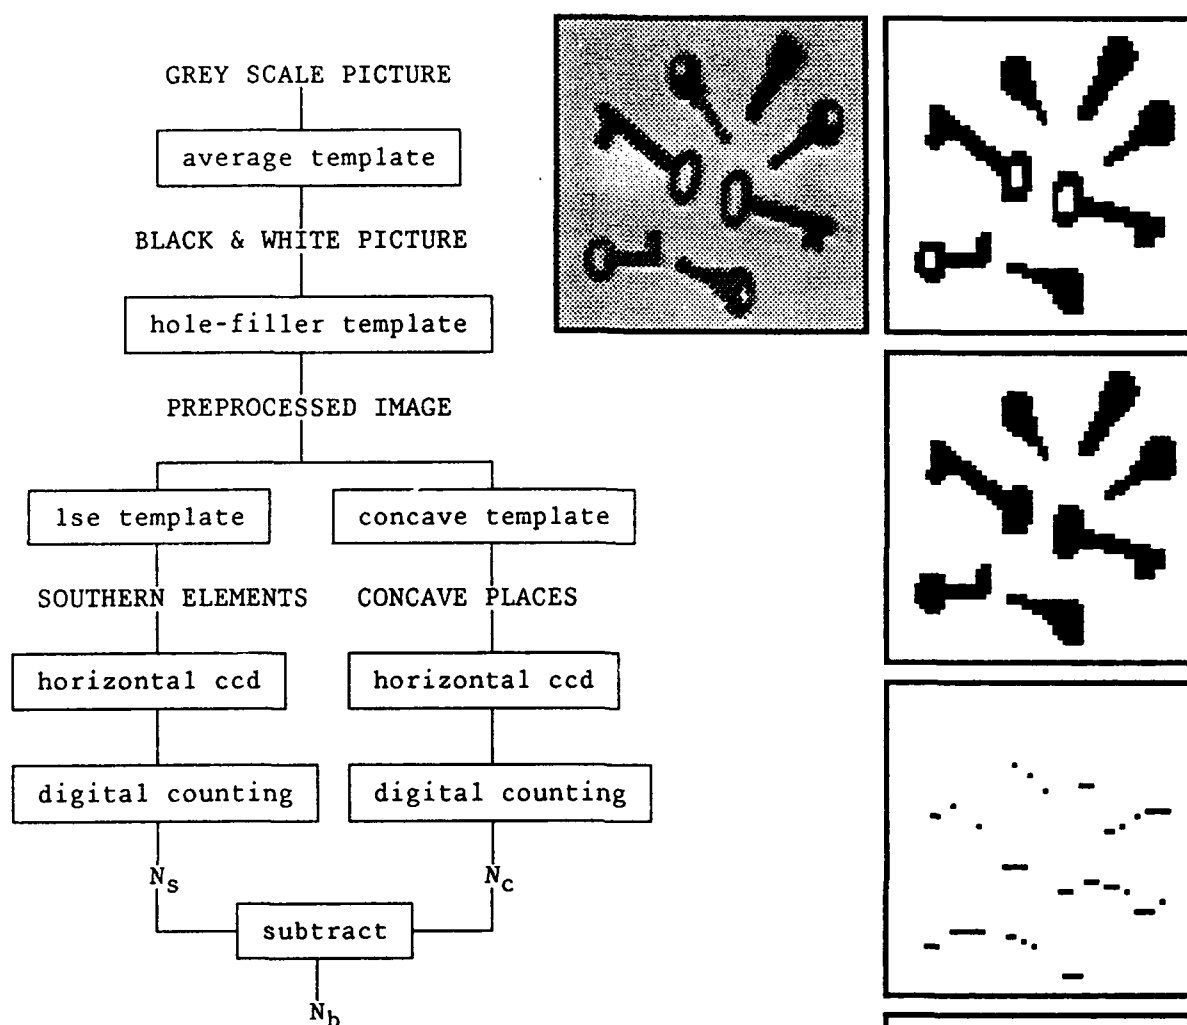 GREY SCALE PICTURE
average template
BLACK & WHITE PICTURE
hole-filler template
PREPROCESSED IMAGE
lse template
concave template
SOUTHERN ELEMENTS
CONCAVE PLACES
horizontal ccd
horizontal ccd
digital counting
digital counting
N_s
N_c
subtract
N_b